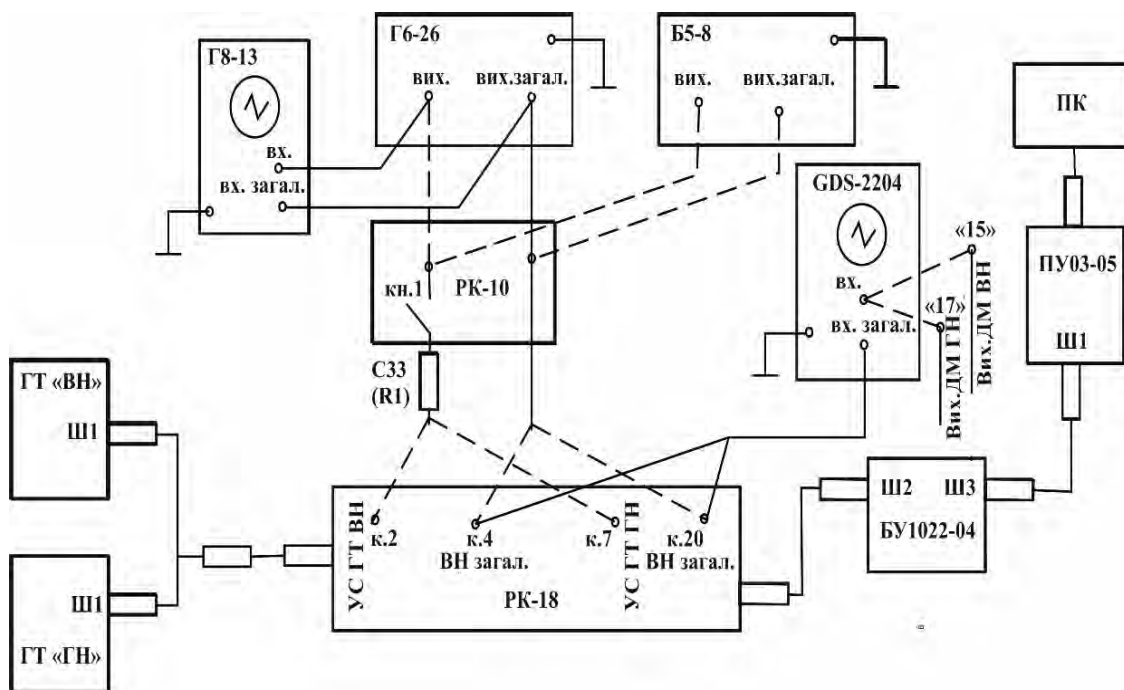 Г8-13
вх.
вх. загал.
Г6-26
вих.
вих.загал.
Б5-8
вих.
вих.загал.
ПК
GDS-2204
вх.
вх. загал.
«15»
«17»
Вих.ДМ ГН
Вих.ДМ ВН
ПУ03-05
Ш1
кн.1
РК-10
С33
(R1)
ГТ «ВН»
Ш1
Ш1
ГТ «ГН»
УС ГТ ВН
к.2
к.4
ВН загал.
к.7
УС ГТ ГН
к.20
ВН загал.
РК-18
Ш2
Ш3
БУ1022-04